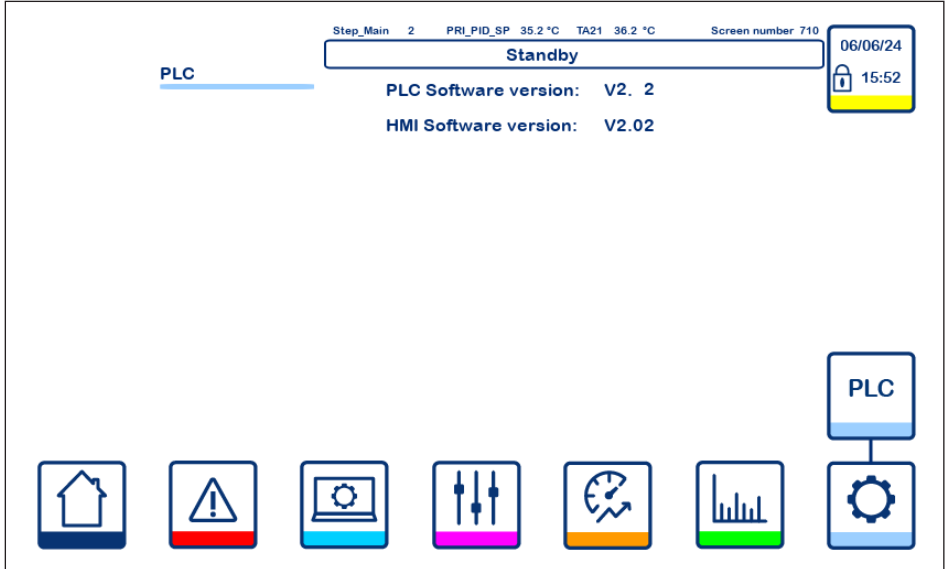 Step_Main 2 PRI_PID_SP 35.2 °C TA21 36.2 °C Screen number 710
Standby
06/06/24
15:52
PLC
PLC Software version: V2. 2
HMI Software version: V2.02
PLC